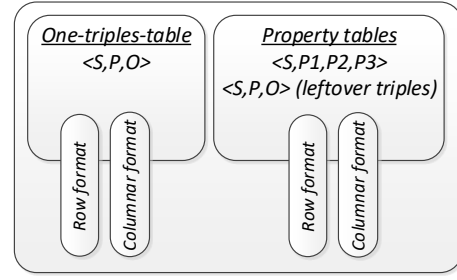 One-triples-table
<S,P,O>
Row format
Columnar format
Property tables
<S,P1,P2,P3>
<S,P,O> (leftover triples)
Row format
Columnar format